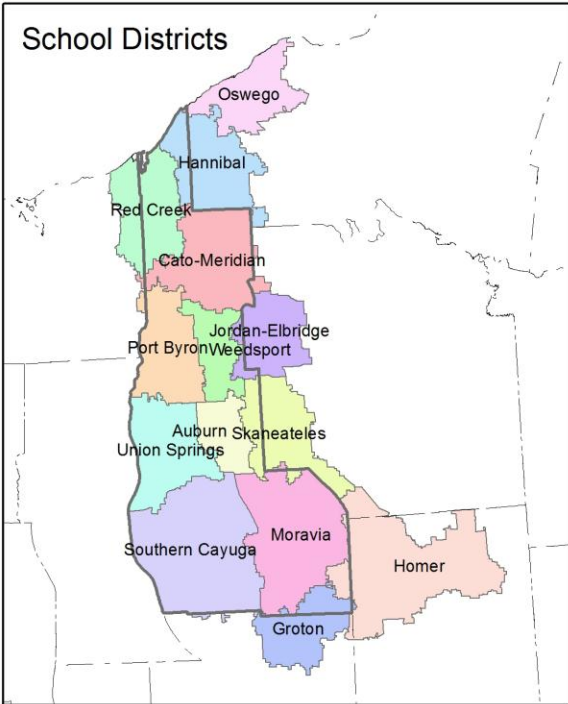 School Districts
Oswego
Hannibal
Red Creek
Cato-Meridian
Jordan-Elbridge
Port Byron
Weedsport
Auburn
Skaneateles
Union Springs
Southern Cayuga
Moravia
Homer
Groton